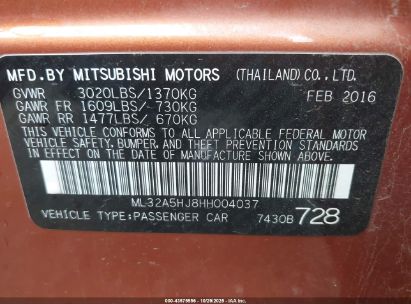 MFD.BY MITSUBISHI MOTORS (THAILAND) CO., LTD.
GVWR 3020LBS/1370KG FEB 2016
GAWR FR 1609LBS/ 730KG
GAWR RR 1477LBS/ 670KG
THIS VEHICLE CONFORMS TO ALL APPLICABLE FEDERAL MOTOR
VEHICLE SAFETY, BUMPER, AND THEFT PREVENTION STANDARDS
IN EFFECT ON THE DATE OF MANUFACTURE SHOWN ABOVE.
ML32A5HJ8HH004037
VEHICLE TYPE:PASSENGER CAR 7430B 728